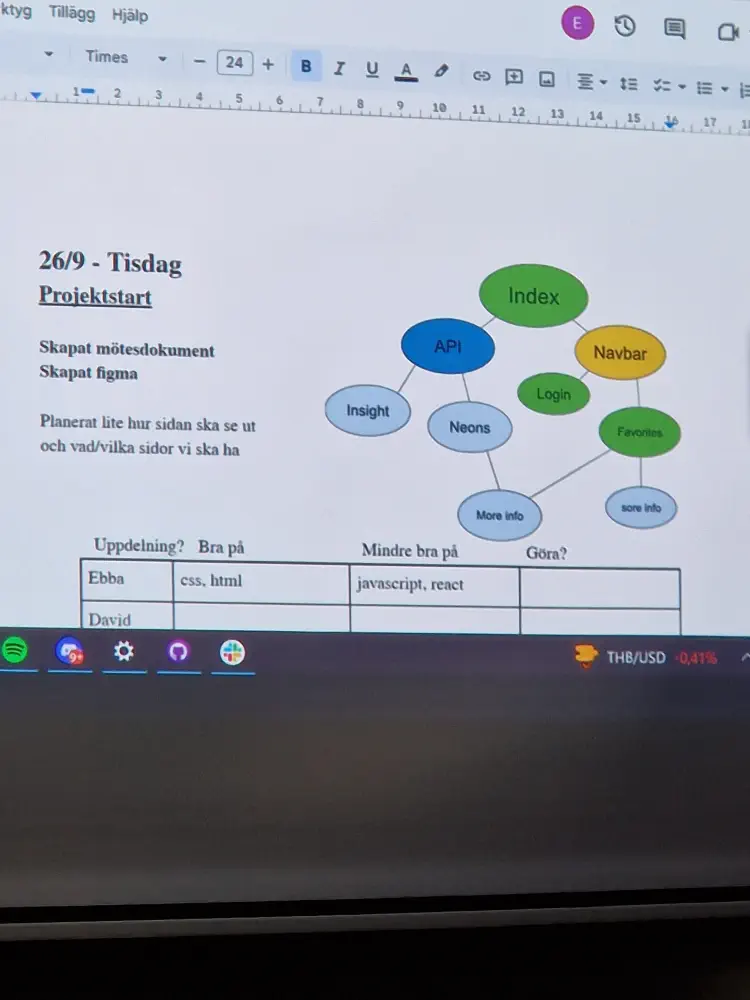 ktyg Tillägg Hjälp
E
Times
24
B I U A
1 2 3 4 5 6 7 8 9 10 11 12 13 14 15 16 17
26/9 - Tisdag
Projektstart
Skapat mötesdokument
Skapat figma
Planerat lite hur sidan ska se ut
och vad/vilka sidor vi ska ha
Index
API
Navbar
Login
Insight
Neons
Favorites
More info
sore info
Uppdelning? Bra på Mindre bra på Göra?
Ebba css, html javascript, react
David
9+
THB/USD -0,41%